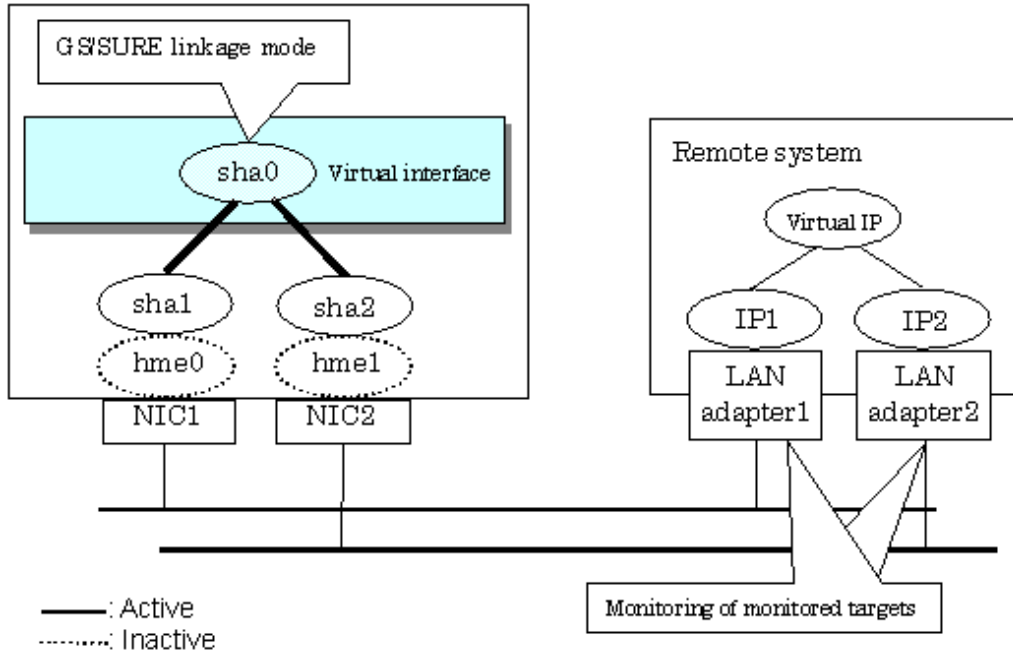 GS/SURE linkage mode
sha0
Virtual interface
sha1
sha2
hme0
hme1
NIC1
NIC2
Remote system
Virtual IP
IP1
IP2
LAN
adapter1
LAN
adapter2
Monitoring of monitored targets
: Active
: Inactive